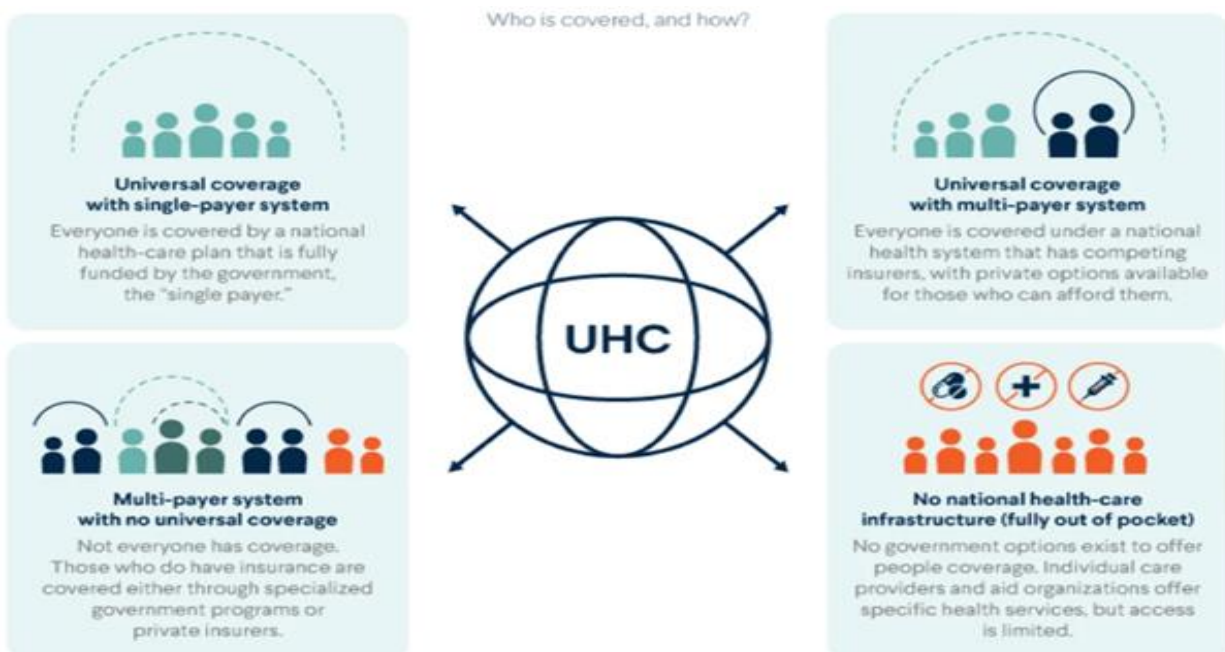 Who is covered, and how?
Universal coverage
with single-payer system
Everyone is covered by a national
health-care plan that is fully
funded by the government,
the “single payer.”
Universal coverage
with multi-payer system
Everyone is covered under a national
health system that has competing
insurers, with private options available
for those who can afford them.
UHC
Multi-payer system
with no universal coverage
Not everyone has coverage.
Those who do have insurance are
covered either through specialized
government programs or
private insurers.
No national health-care
infrastructure (fully out of pocket)
No government options exist to offer
people coverage. Individual care
providers and aid organizations offer
specific health services, but access
is limited.